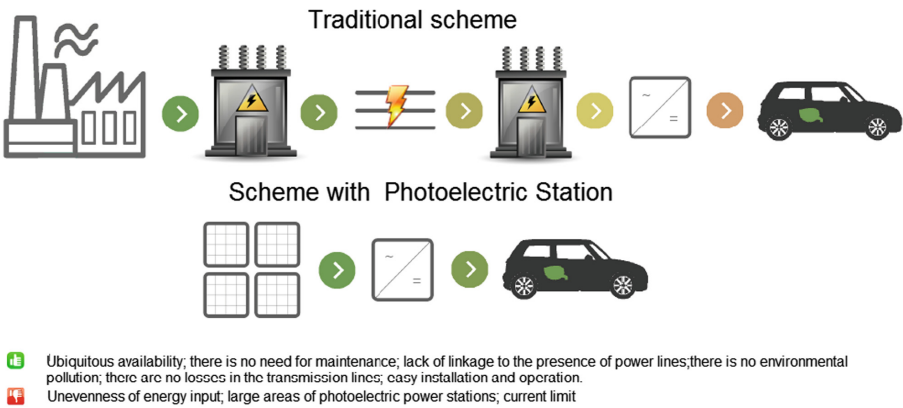 Traditional scheme
~
=
Scheme with Photoelectric Station
~
=
Ubiquitous availability; there is no need for maintenance; lack of linkage to the presence of power lines;there is no environmental
pollution; there are no losses in the transmission lines; easy installation and operation.
Unevenness of energy input; large areas of photoelectric power stations; current limit